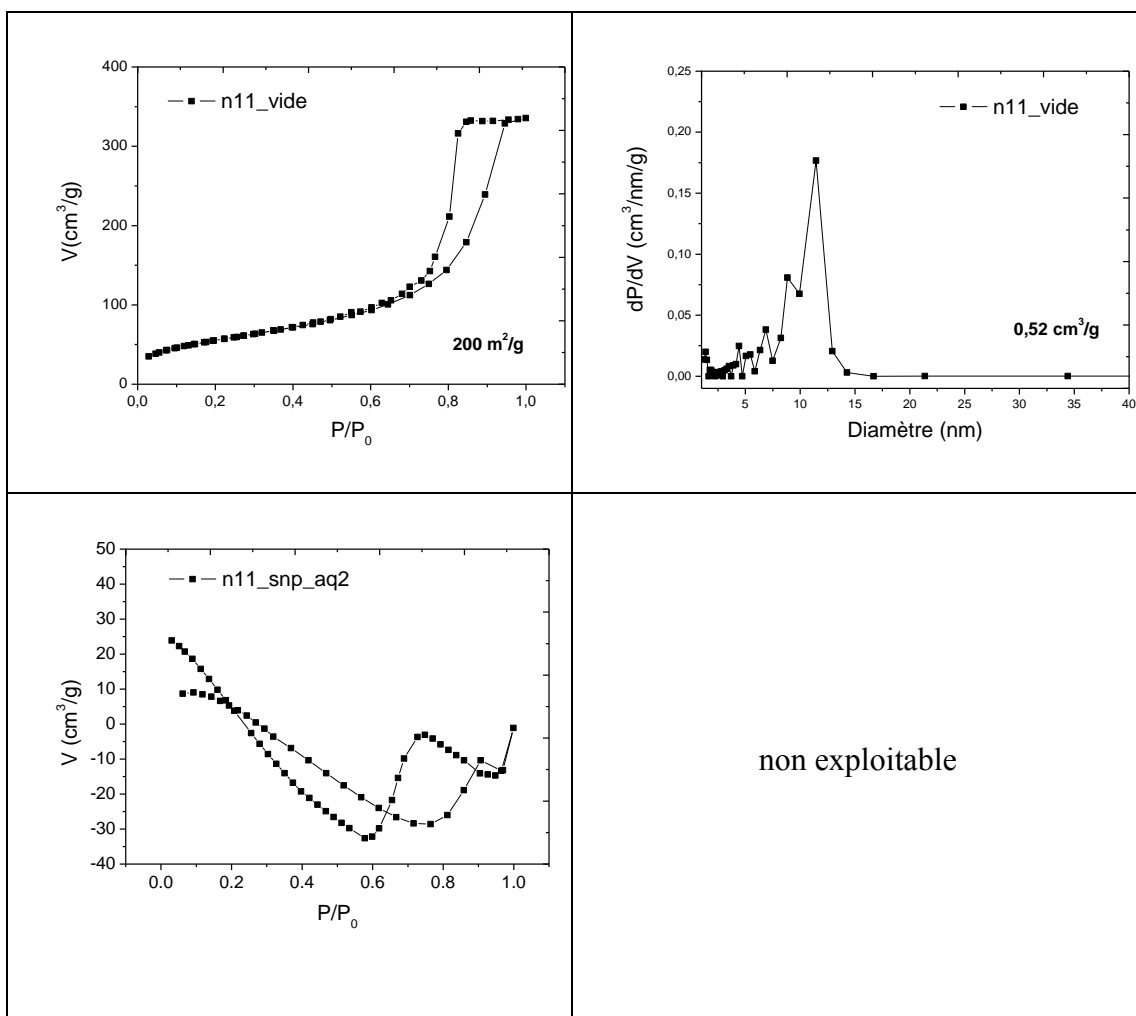 n11_vide
400
300
200
100
0
V(cm³/g)
200 m²/g
0,0 0,2 0,4 0,6 0,8 1,0
P/P₀
n11_vide
0,25
0,20
0,15
0,10
0,05
0,00
dP/dV (cm³/nm/g)
0,52 cm³/g
5 10 15 20 25 30 35 40
Diamètre (nm)
n11_snp_aq2
50
40
30
20
10
0
-10
-20
-30
-40
V (cm³/g)
0.0 0.2 0.4 0.6 0.8 1.0
P/P₀
non exploitable